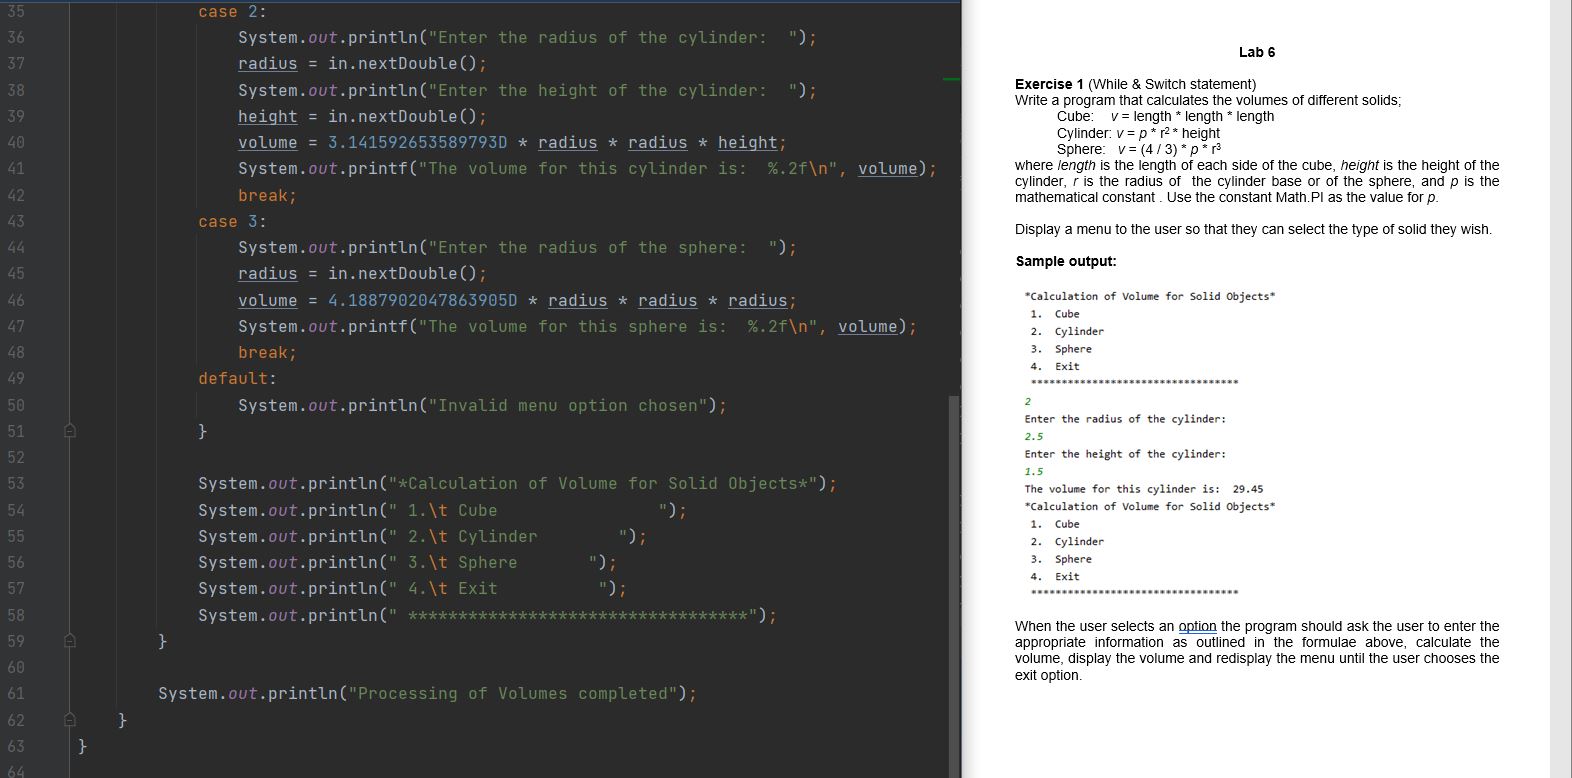 35 case 2:
36 System.out.println("Enter the radius of the cylinder:  ");
37 radius = in.nextDouble();
38 System.out.println("Enter the height of the cylinder:  ");
39 height = in.nextDouble();
40 volume = 3.141592653589793D * radius * radius * height;
41 System.out.printf("The volume for this cylinder is:  %.2f\n", volume);
42 break;
43 case 3:
44 System.out.println("Enter the radius of the sphere:  ");
45 radius = in.nextDouble();
46 volume = 4.1887902047863905D * radius * radius * radius;
47 System.out.printf("The volume for this sphere is:  %.2f\n", volume);
48 break;
49 default:
50 System.out.println("Invalid menu option chosen");
51 }
52
53 System.out.println("*Calculation of Volume for Solid Objects*");
54 System.out.println(" 1.\t Cube                ");
55 System.out.println(" 2.\t Cylinder        ");
56 System.out.println(" 3.\t Sphere       ");
57 System.out.println(" 4.\t Exit          ");
58 System.out.println(" **********************************");
59 }
60
61 System.out.println("Processing of Volumes completed");
62 }
63 }
64
Lab 6
Exercise 1 (While & Switch statement)
Write a program that calculates the volumes of different solids;
Cube: v = length * length * length
Cylinder: v = p * r² * height
Sphere: v = (4 / 3) * p * r³
where length is the length of each side of the cube, height is the height of the
cylinder, r is the radius of the cylinder base or of the sphere, and p is the
mathematical constant . Use the constant Math.PI as the value for p.
Display a menu to the user so that they can select the type of solid they wish.
Sample output:
*Calculation of Volume for Solid Objects*
1. Cube
2. Cylinder
3. Sphere
4. Exit
**********************************
2
Enter the radius of the cylinder:
2.5
Enter the height of the cylinder:
1.5
The volume for this cylinder is:  29.45
*Calculation of Volume for Solid Objects*
1. Cube
2. Cylinder
3. Sphere
4. Exit
**********************************
When the user selects an option the program should ask the user to enter the
appropriate information as outlined in the formulae above, calculate the
volume, display the volume and redisplay the menu until the user chooses the
exit option.